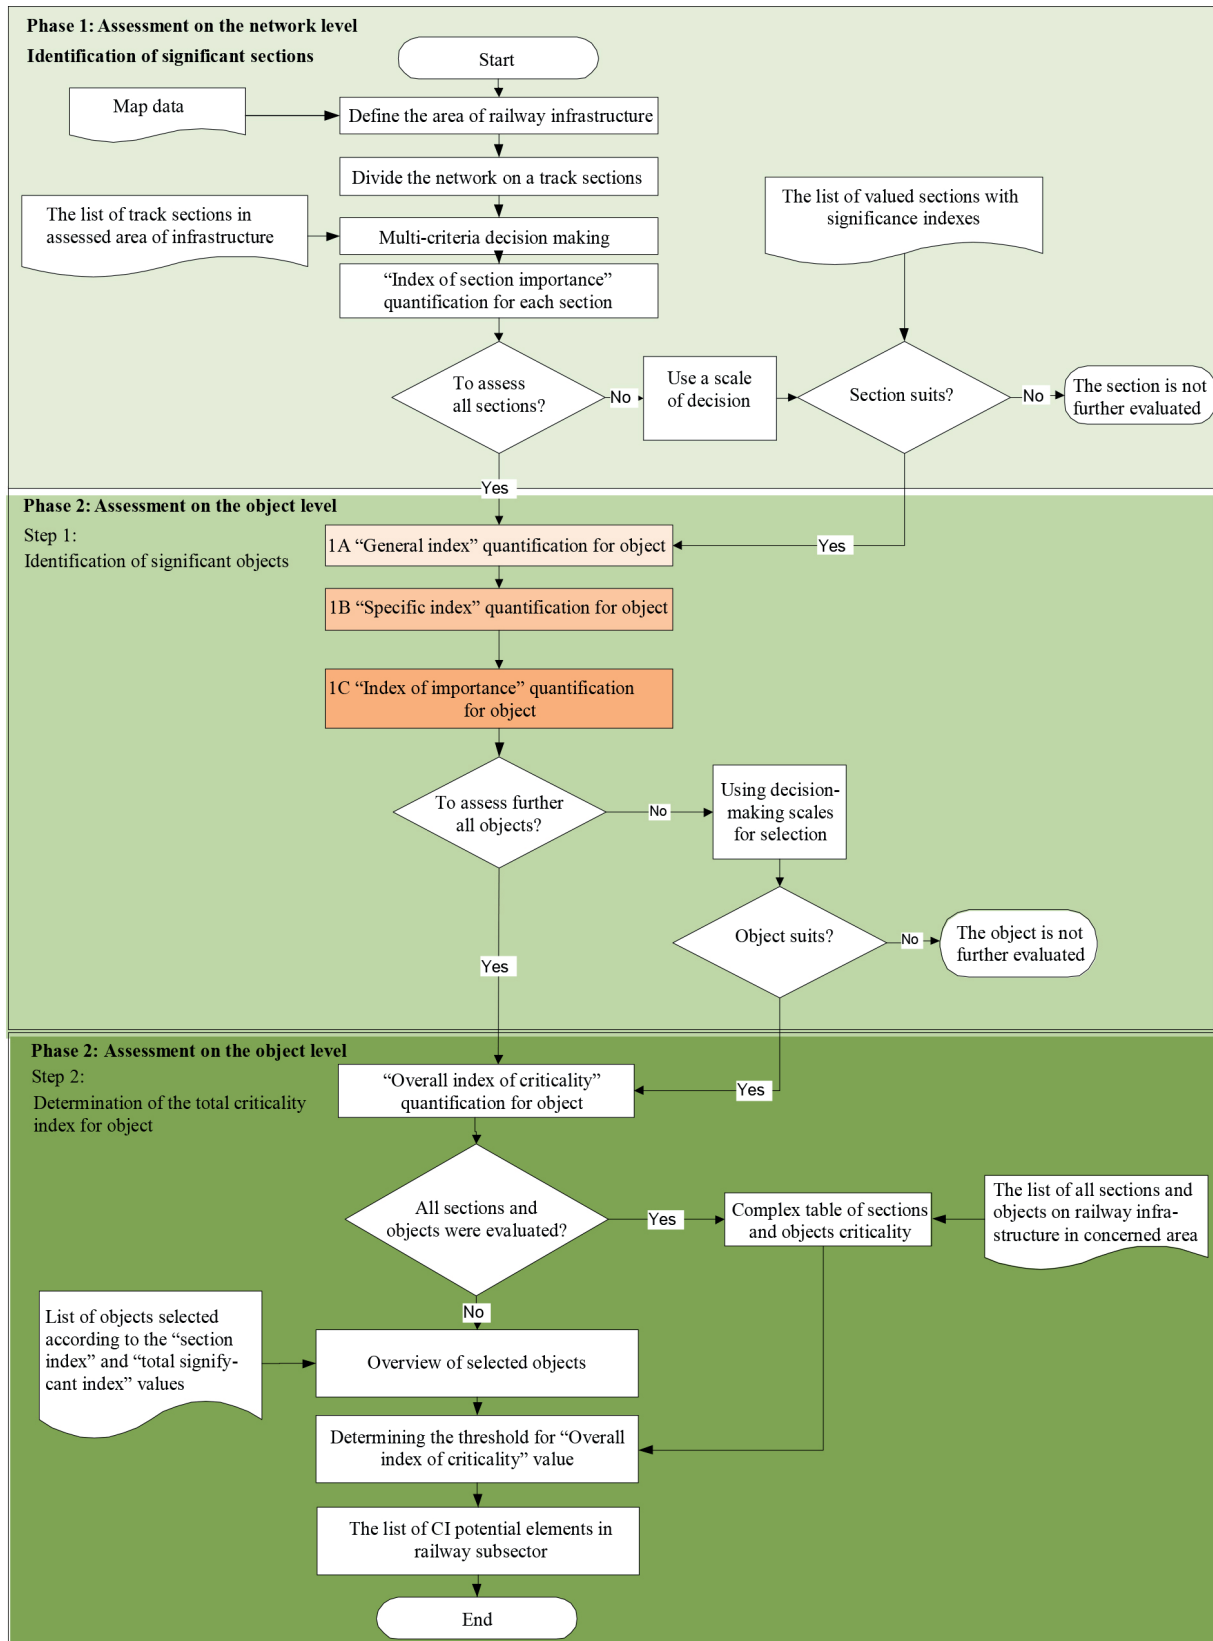 Phase 1: Assessment on the network level
Identification of significant sections
Start
Map data
Define the area of railway infrastructure
Divide the network on a track sections
The list of track sections in
assessed area of infrastructure
Multi-criteria decision making
The list of valued sections with
significance indexes
“Index of section importance”
quantification for each section
To assess
all sections?
No
Use a scale
of decision
Section suits?
No
The section is not
further evaluated
Yes
Phase 2: Assessment on the object level
Step 1:
Identification of significant objects
1A “General index” quantification for object
Yes
1B “Specific index” quantification for object
1C “Index of importance” quantification
for object
To assess further
all objects?
No
Using decision-
making scales
for selection
Object suits?
No
The object is not
further evaluated
Yes
Phase 2: Assessment on the object level
Step 2:
Determination of the total criticality
index for object
“Overall index of criticality”
quantification for object
Yes
All sections and
objects were evaluated?
Yes
Complex table of sections
and objects criticality
The list of all sections and
objects on railway infra-
structure in concerned area
No
List of objects selected
according to the “section
index” and “total signify-
cant index” values
Overview of selected objects
Determining the threshold for “Overall
index of criticality” value
The list of CI potential elements in
railway subsector
End